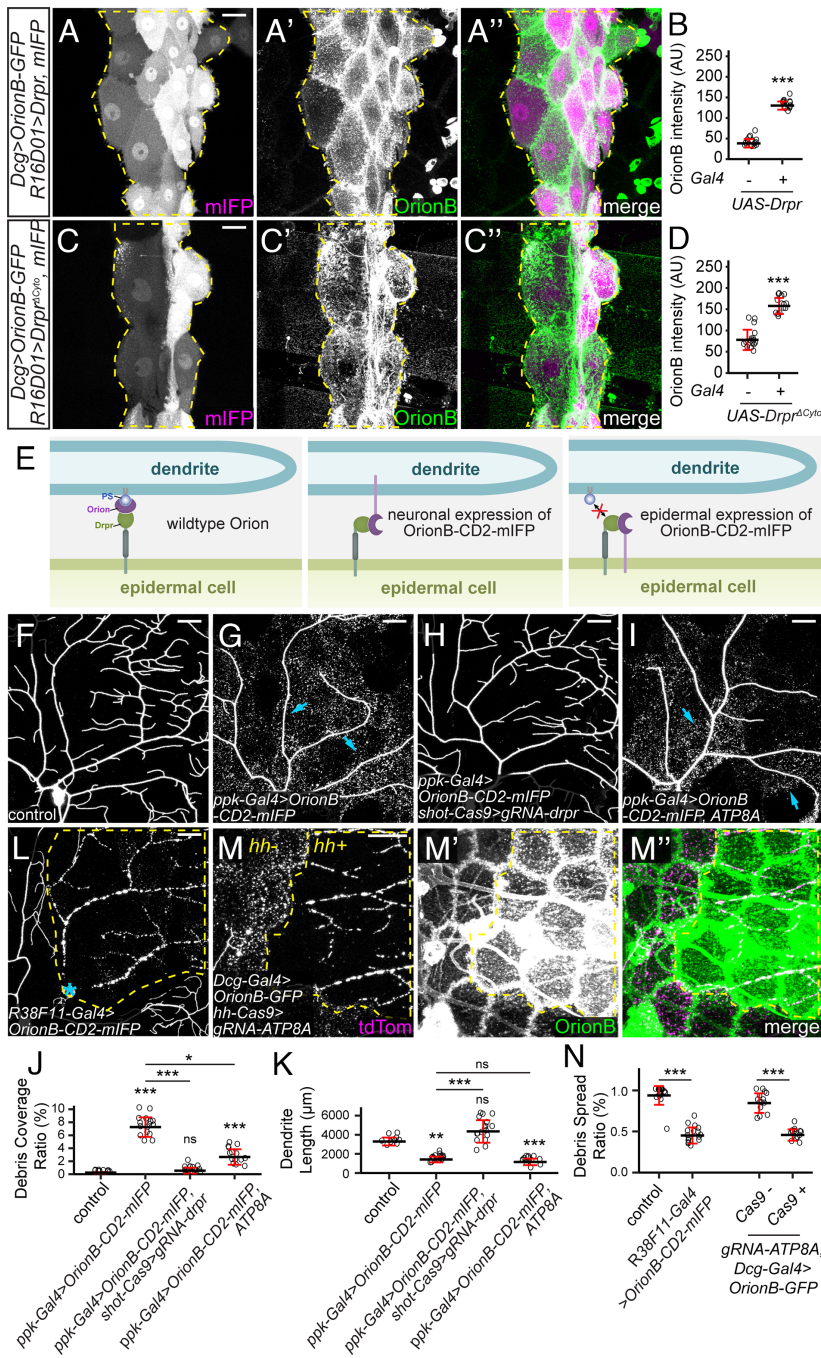 A
A'
A''
B
Dcg>OrionB-GFP
R16D01>Drpr, mIFP
mIFP
OrionB
merge
OrionB intensity (AU)
250
200
150
100
50
0
***
Gal4 - +
UAS-Drpr
C
C'
C''
D
Dcg>OrionB-GFP
R16D01>DrprΔCyto, mIFP
mIFP
OrionB
merge
OrionB intensity (AU)
250
200
150
100
50
0
***
Gal4 - +
UAS-DrprΔCyto
E
dendrite
PS
Orion
Drpr
wildtype Orion
epidermal cell
dendrite
neuronal expression of
OrionB-CD2-mIFP
epidermal cell
dendrite
epidermal expression of
OrionB-CD2-mIFP
epidermal cell
F
control
G
ppk-Gal4>OrionB
-CD2-mIFP
H
ppk-Gal4>
OrionB-CD2-mIFP
shot-Cas9>gRNA-drpr
I
ppk-Gal4>OrionB
-CD2-mIFP, ATP8A
L
*
R38F11-Gal4>
OrionB-CD2-mIFP
M
hh- hh+
Dcg-Gal4>
OrionB-GFP
hh-Cas9>
gRNA-ATP8A
tdTom
M'
OrionB
M''
merge
J
Debris Coverage
Ratio (%)
10
8
6
4
2
0
*
***
***
ns
***
control
ppk-Gal4>OrionB-CD2-mIFP
ppk-Gal4>OrionB-CD2-mIFP,
shot-Cas9>gRNA-drpr
ppk-Gal4>OrionB-CD2-mIFP,
ATP8A
K
Dendrite
Length (μm)
6000
4000
2000
0
ns
***
**
ns
***
control
ppk-Gal4>OrionB-CD2-mIFP
ppk-Gal4>OrionB-CD2-mIFP,
shot-Cas9>gRNA-drpr
ppk-Gal4>OrionB-CD2-mIFP,
ATP8A
N
Debris Spread
Ratio (%)
1.0
0.5
0.0
***
***
control
R38F11-Gal4
>OrionB-CD2-mIFP
Cas9 -
Cas9 +
gRNA-ATP8A,
Dcg-Gal4>
OrionB-GFP